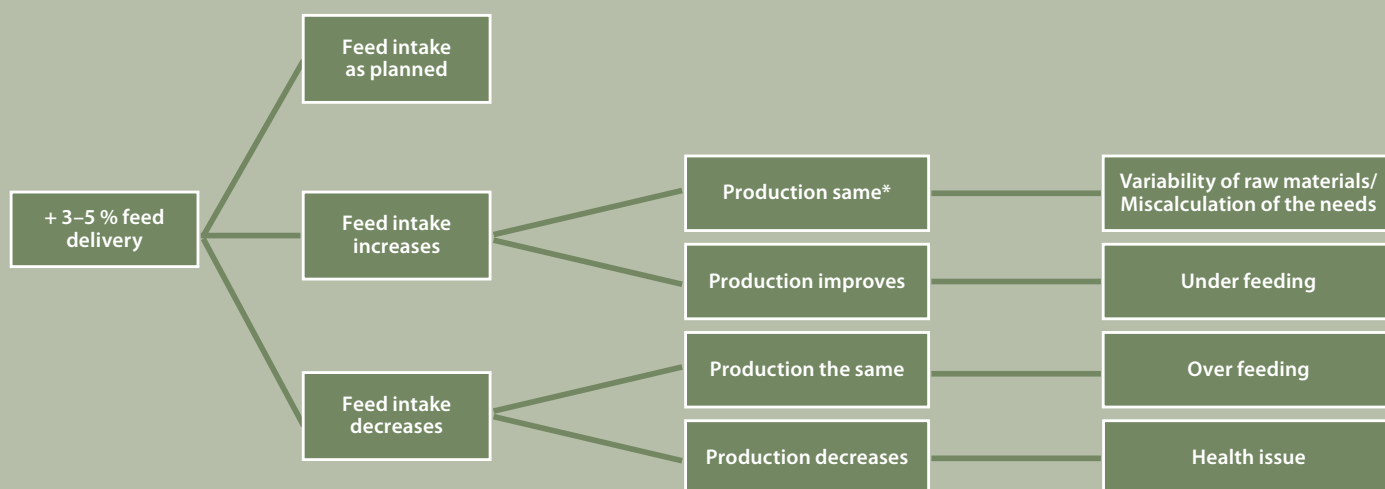 + 3–5 % feed
delivery
Feed intake
as planned
Feed intake
increases
Feed intake
decreases
Production same*
Production improves
Production the same
Production decreases
Variability of raw materials/
Miscalculation of the needs
Under feeding
Over feeding
Health issue